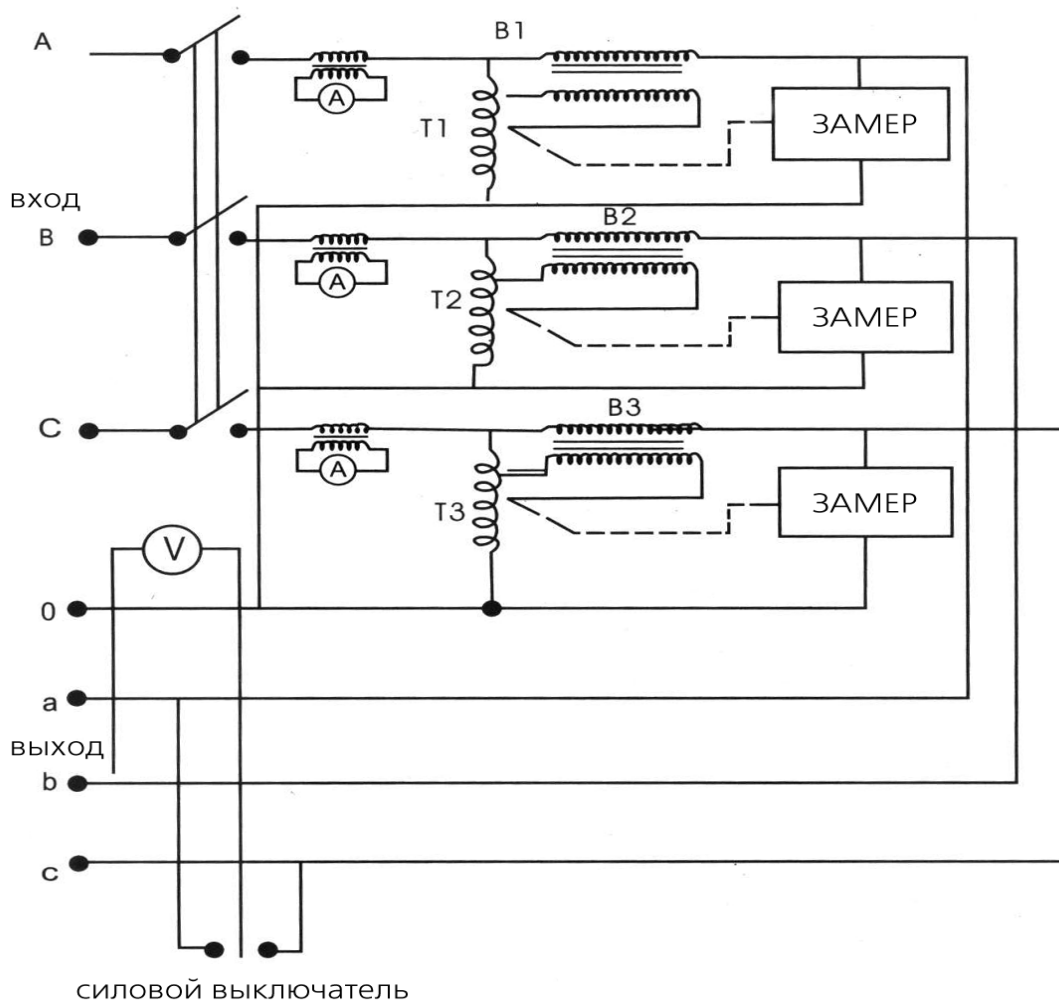 A
B1
A
T1
ЗАМЕР
вход
B
B2
A
T2
ЗАМЕР
C
B3
A
T3
ЗАМЕР
V
0
a
выход
b
c
силовой выключатель